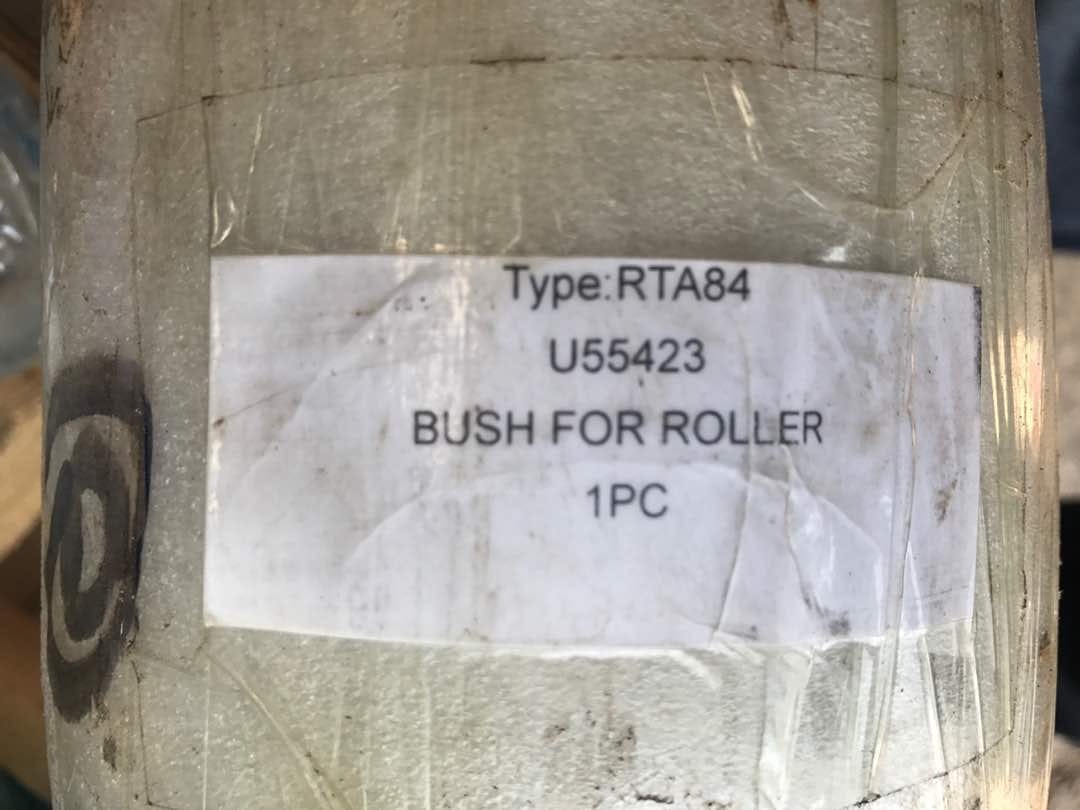 Type:RTA84
U55423
BUSH FOR ROLLER
1PC